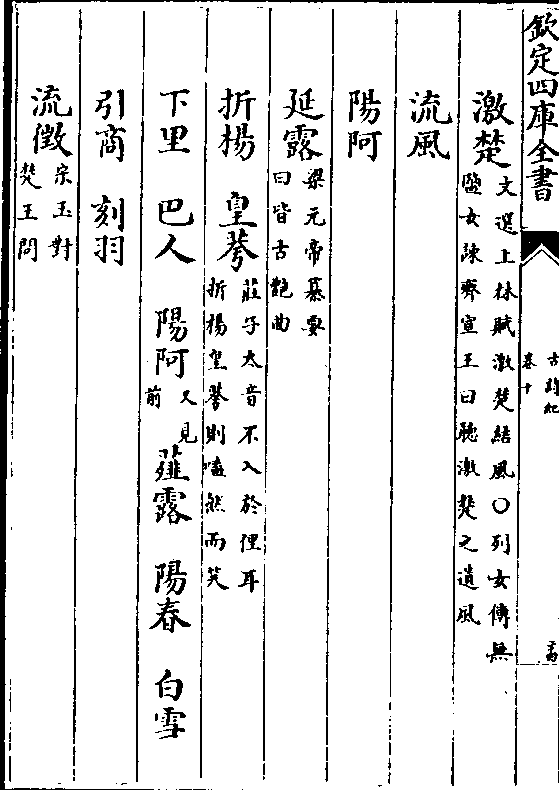 欽定四庫全書
卷十
激楚文選上林賦激楚結風○列女傳無
鹽女諫齊宣王曰聽激楚之遺風
流風
陽阿
延露梁元帝纂要
曰皆古艶曲
折楊 皇荂莊子大音不入於俚耳
折楊皇荂則嗑然而笑
下里 巴人 陽阿又見
前 薤露 陽春 白雪
引商 刻羽
流徵宋玉對
楚王問